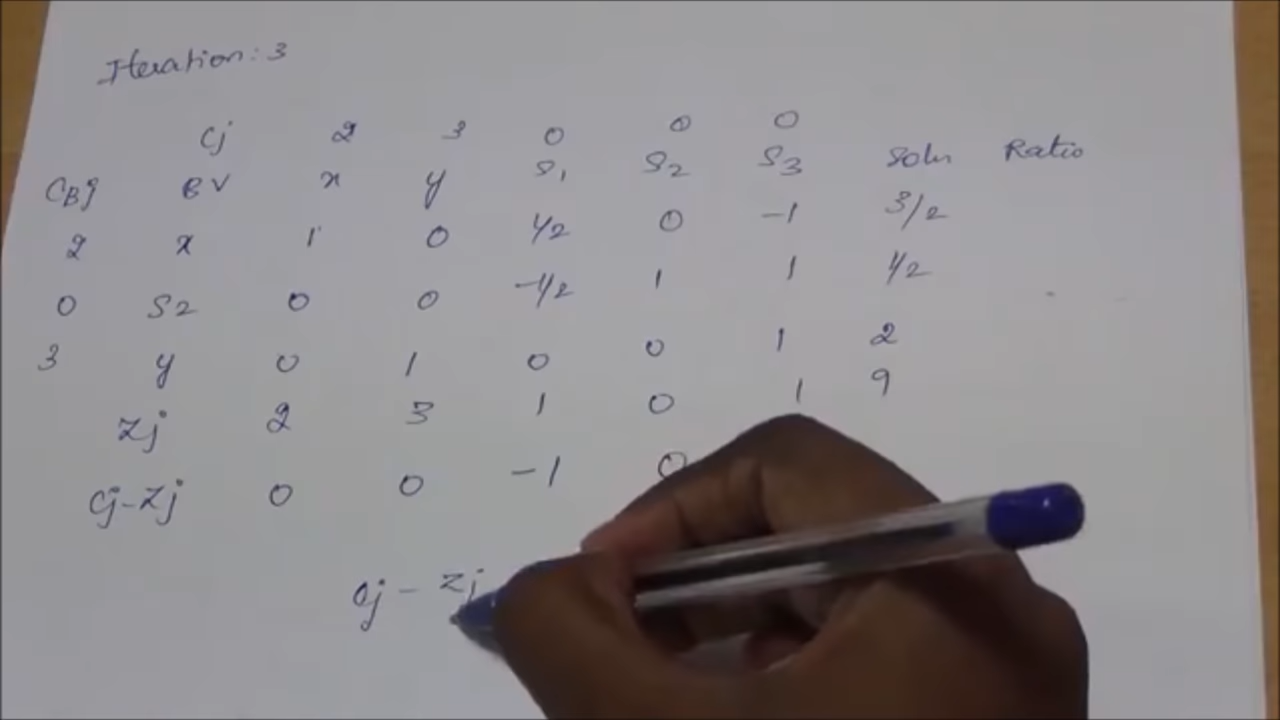 Iteration: 3
Cj 2 3 0 0 0
CBj BV x y S1 S2 S3 Soln Ratio
2 x 1 0 1/2 0 -1 3/2
0 S2 0 0 -1/2 1 1 1/2
3 y 0 1 0 0 1 2
Zj 2 3 1 0 1 9
Cj-Zj 0 0 -1 0
Cj - Zj